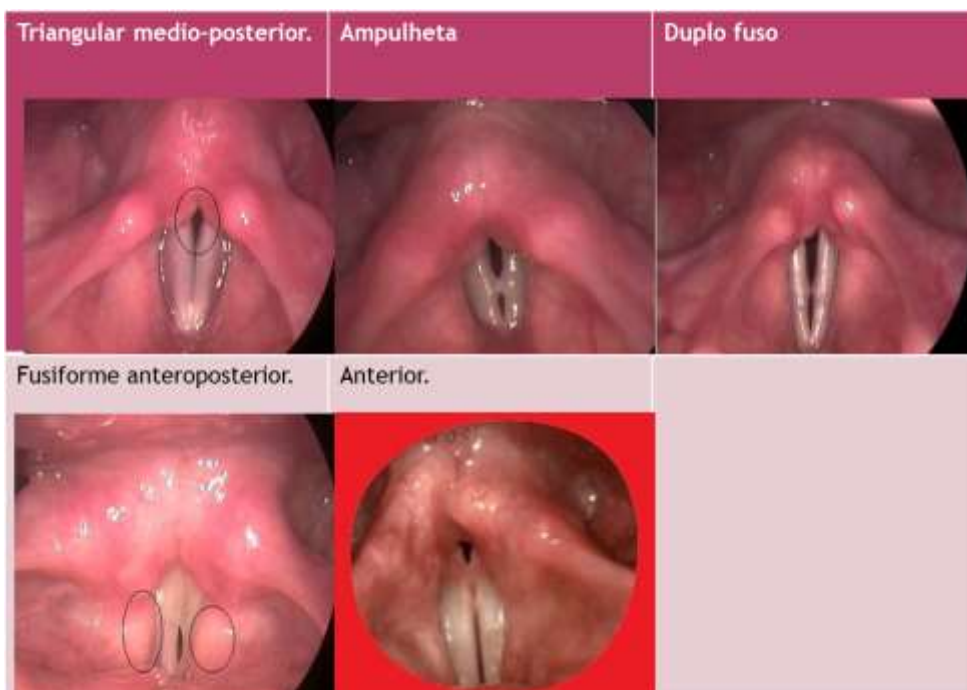 Triangular medio-posterior.
Ampulheta
Duplo fuso
Fusiforme anteroposterior.
Anterior.